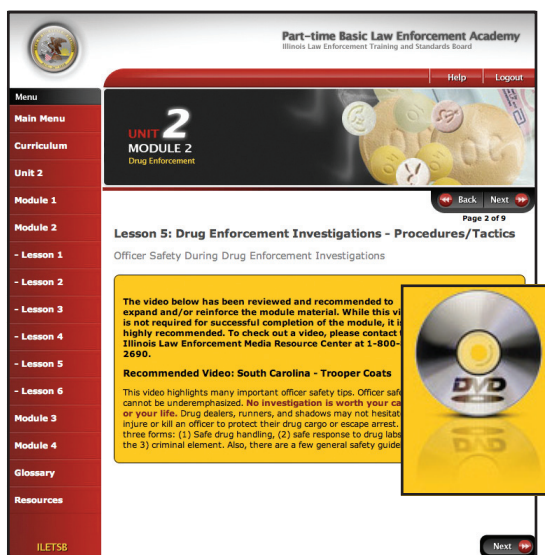 Part-time Basic Law Enforcement Academy
Illinois Law Enforcement Training and Standards Board
Help Logout
Menu
Main Menu
Curriculum
Unit 2
Module 1
Module 2
- Lesson 1
- Lesson 2
- Lesson 3
- Lesson 4
- Lesson 5
- Lesson 6
Module 3
Module 4
Glossary
Resources
ILETSB
UNIT 2
MODULE 2
Drug Enforcement
Back Next
Page 2 of 9
Lesson 5: Drug Enforcement Investigations - Procedures/Tactics
Officer Safety During Drug Enforcement Investigations
The video below has been reviewed and recommended to
expand and/or reinforce the module material. While this
is not required for successful completion of the module,
highly recommended. To check out a video, please contact
Illinois Law Enforcement Media Resource Center at 1-800-
2690.
Recommended Video: South Carolina - Trooper Coats
This video highlights many important officer safety tips. Officer
cannot be underemphasized. No investigation is worth your
or your life. Drug dealers, runners, and shadows may not
injure or kill an officer to protect their drug cargo or escape arrest.
three forms: (1) Safe drug handling, (2) safe response to drug labs
the 3) criminal element. Also, there are a few general safety
DVD
Next